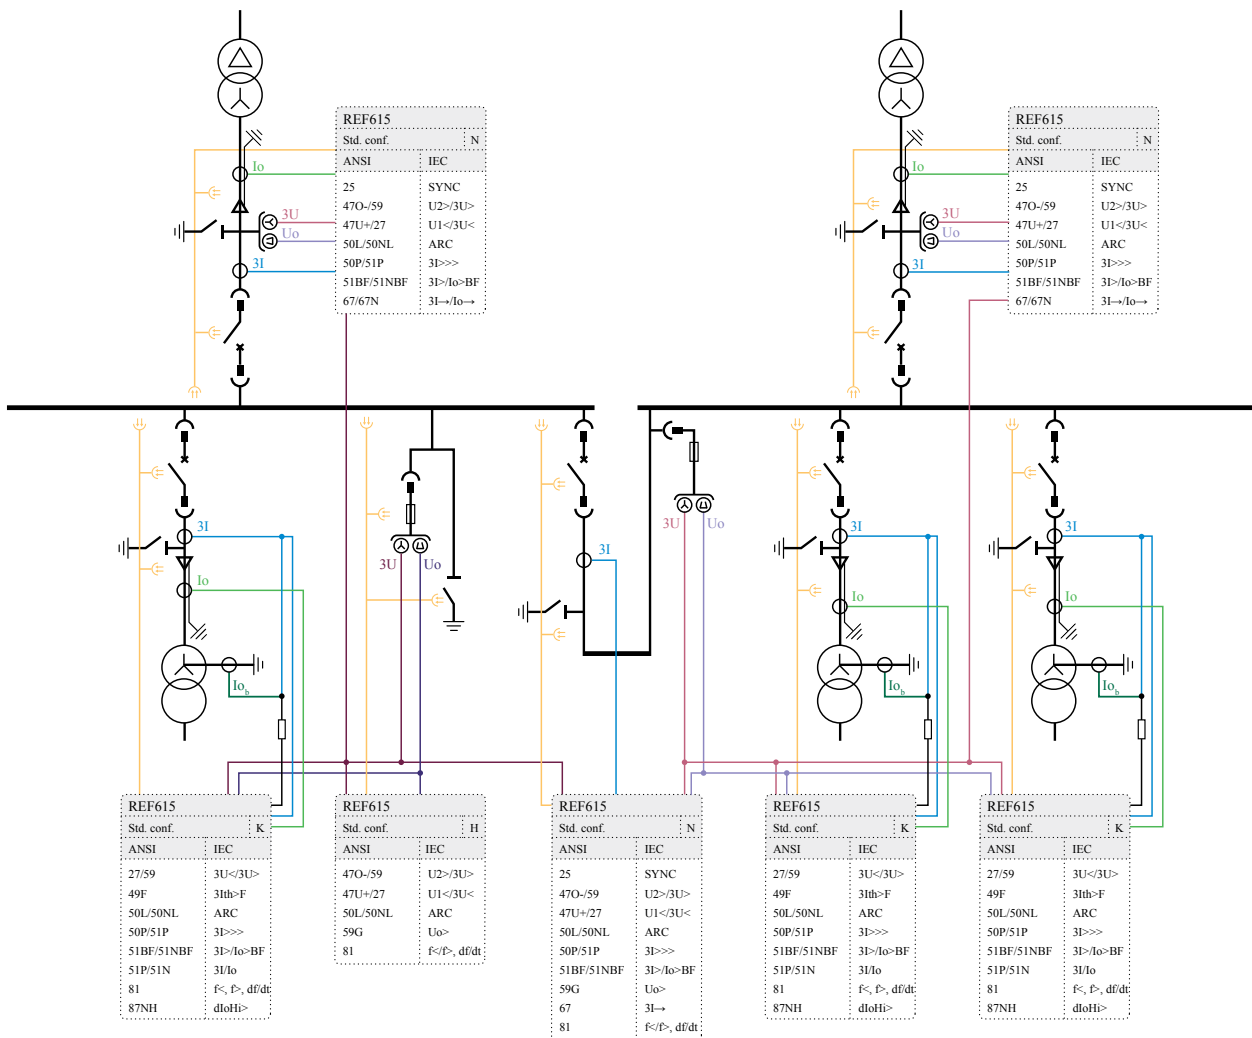 REF615
Std. conf. N
ANSI IEC
25 SYNC
47O-/59 U2>/3U>
47U+/27 U1</3U<
50L/50NL ARC
50P/51P 3I>>>
51BF/51NBF 3I>/Io>BF
67/67N 3I→/Io→
Io
3U
Uo
3I
REF615
Std. conf. N
ANSI IEC
25 SYNC
47O-/59 U2>/3U>
47U+/27 U1</3U<
50L/50NL ARC
50P/51P 3I>>>
51BF/51NBF 3I>/Io>BF
67/67N 3I→/Io→
Io
3U
Uo
3I
3I
Io
Iob
3U Uo
3I
3U Uo
3I
Io
Iob
3I
Io
Iob
REF615
Std. conf. K
ANSI IEC
27/59 3U</3U>
49F 3Ith>F
50L/50NL ARC
50P/51P 3I>>>
51BF/51NBF 3I>/Io>BF
51P/51N 3I/Io
81 f<, f>, df/dt
87NH dIoHi>
REF615
Std. conf. H
ANSI IEC
47O-/59 U2>/3U>
47U+/27 U1</3U<
50L/50NL ARC
59G Uo>
81 f</f>, df/dt
REF615
Std. conf. N
ANSI IEC
25 SYNC
47O-/59 U2>/3U>
47U+/27 U1</3U<
50L/50NL ARC
50P/51P 3I>>>
51BF/51NBF 3I>/Io>BF
59G Uo>
67 3I→
81 f</f>, df/dt
REF615
Std. conf. K
ANSI IEC
27/59 3U</3U>
49F 3Ith>F
50L/50NL ARC
50P/51P 3I>>>
51BF/51NBF 3I>/Io>BF
51P/51N 3I/Io
81 f<, f>, df/dt
87NH dIoHi>
REF615
Std. conf. K
ANSI IEC
27/59 3U</3U>
49F 3Ith>F
50L/50NL ARC
50P/51P 3I>>>
51BF/51NBF 3I>/Io>BF
51P/51N 3I/Io
81 f<, f>, df/dt
87NH dIoHi>